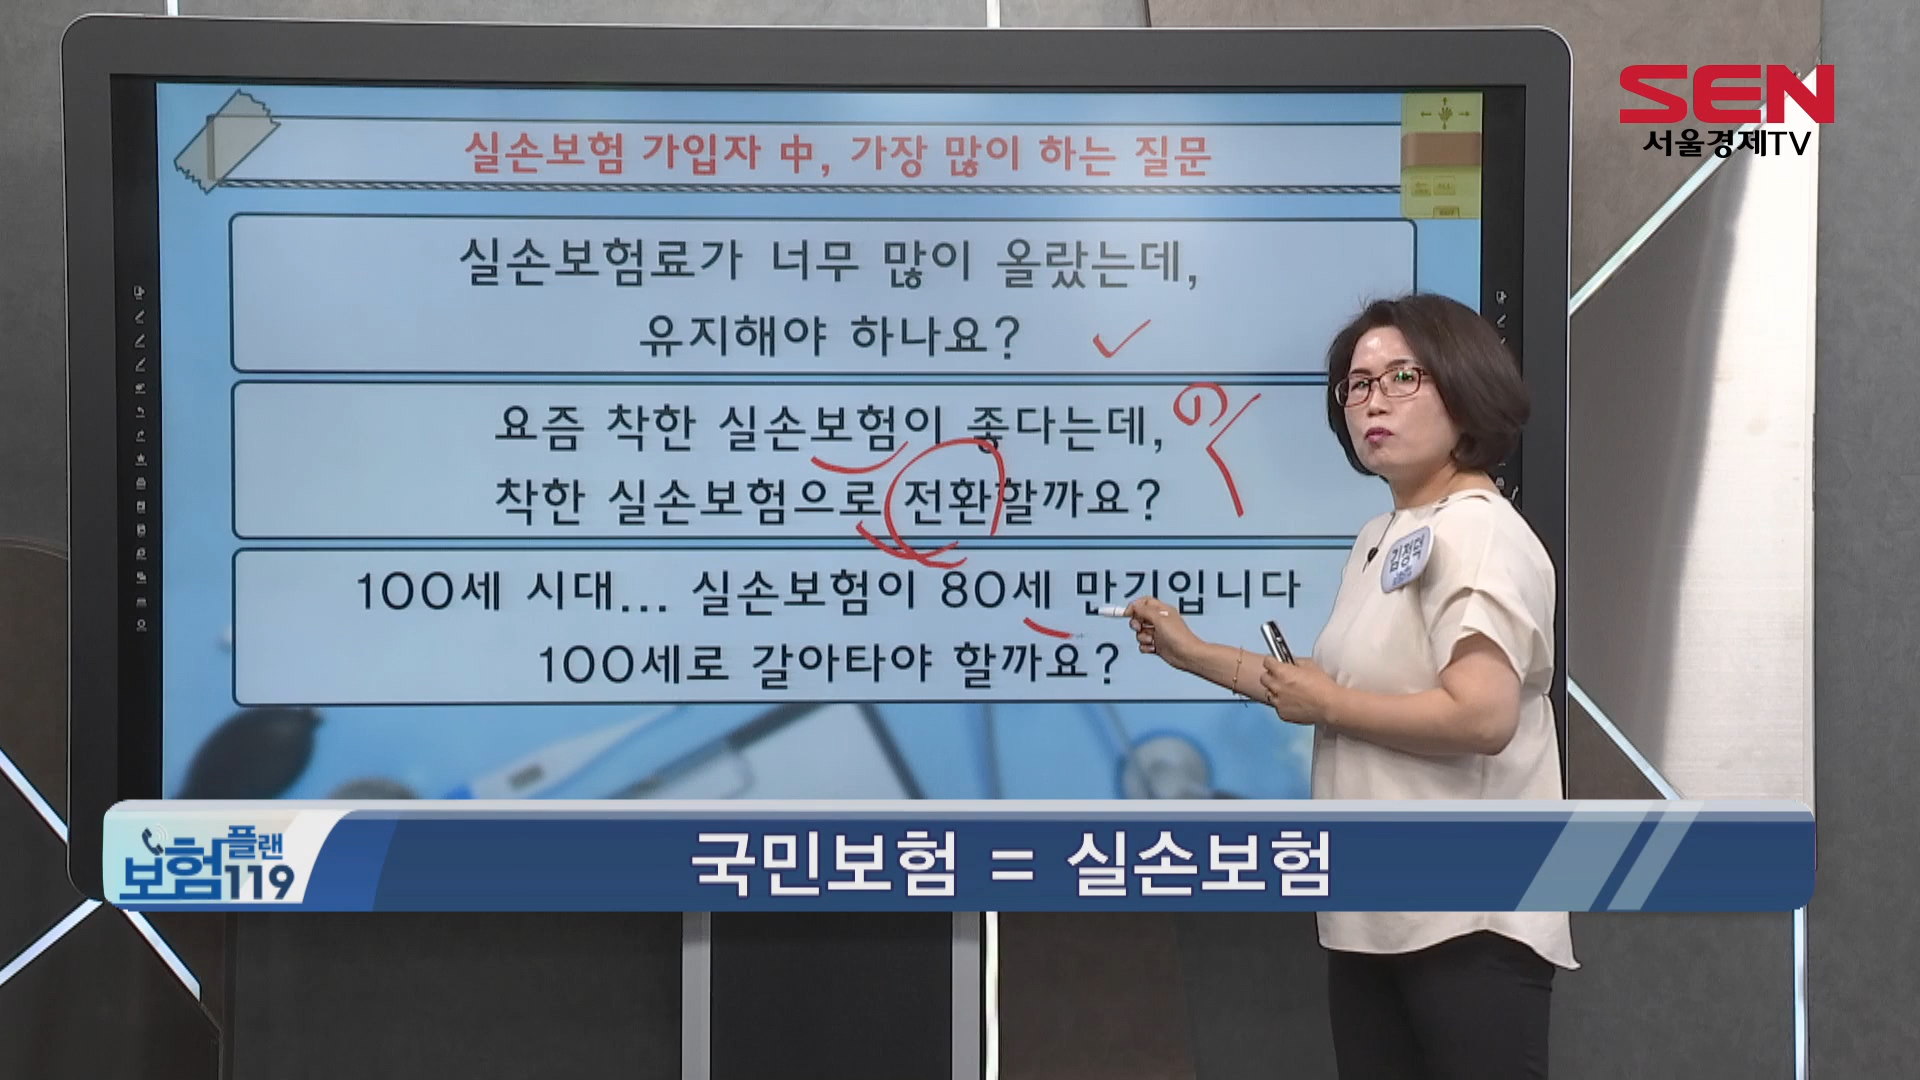 SEN
서울경제TV
실손보험 가입자 中, 가장 많이 하는 질문
실손보험료가 너무 많이 올랐는데,
유지해야 하나요?
요즘 착한 실손보험이 좋다는데,
착한 실손보험으로 전환할까요?
100세 시대... 실손보험이 80세 만기입니다
100세로 갈아타야 할까요?
보험플랜
119
국민보험 = 실손보험